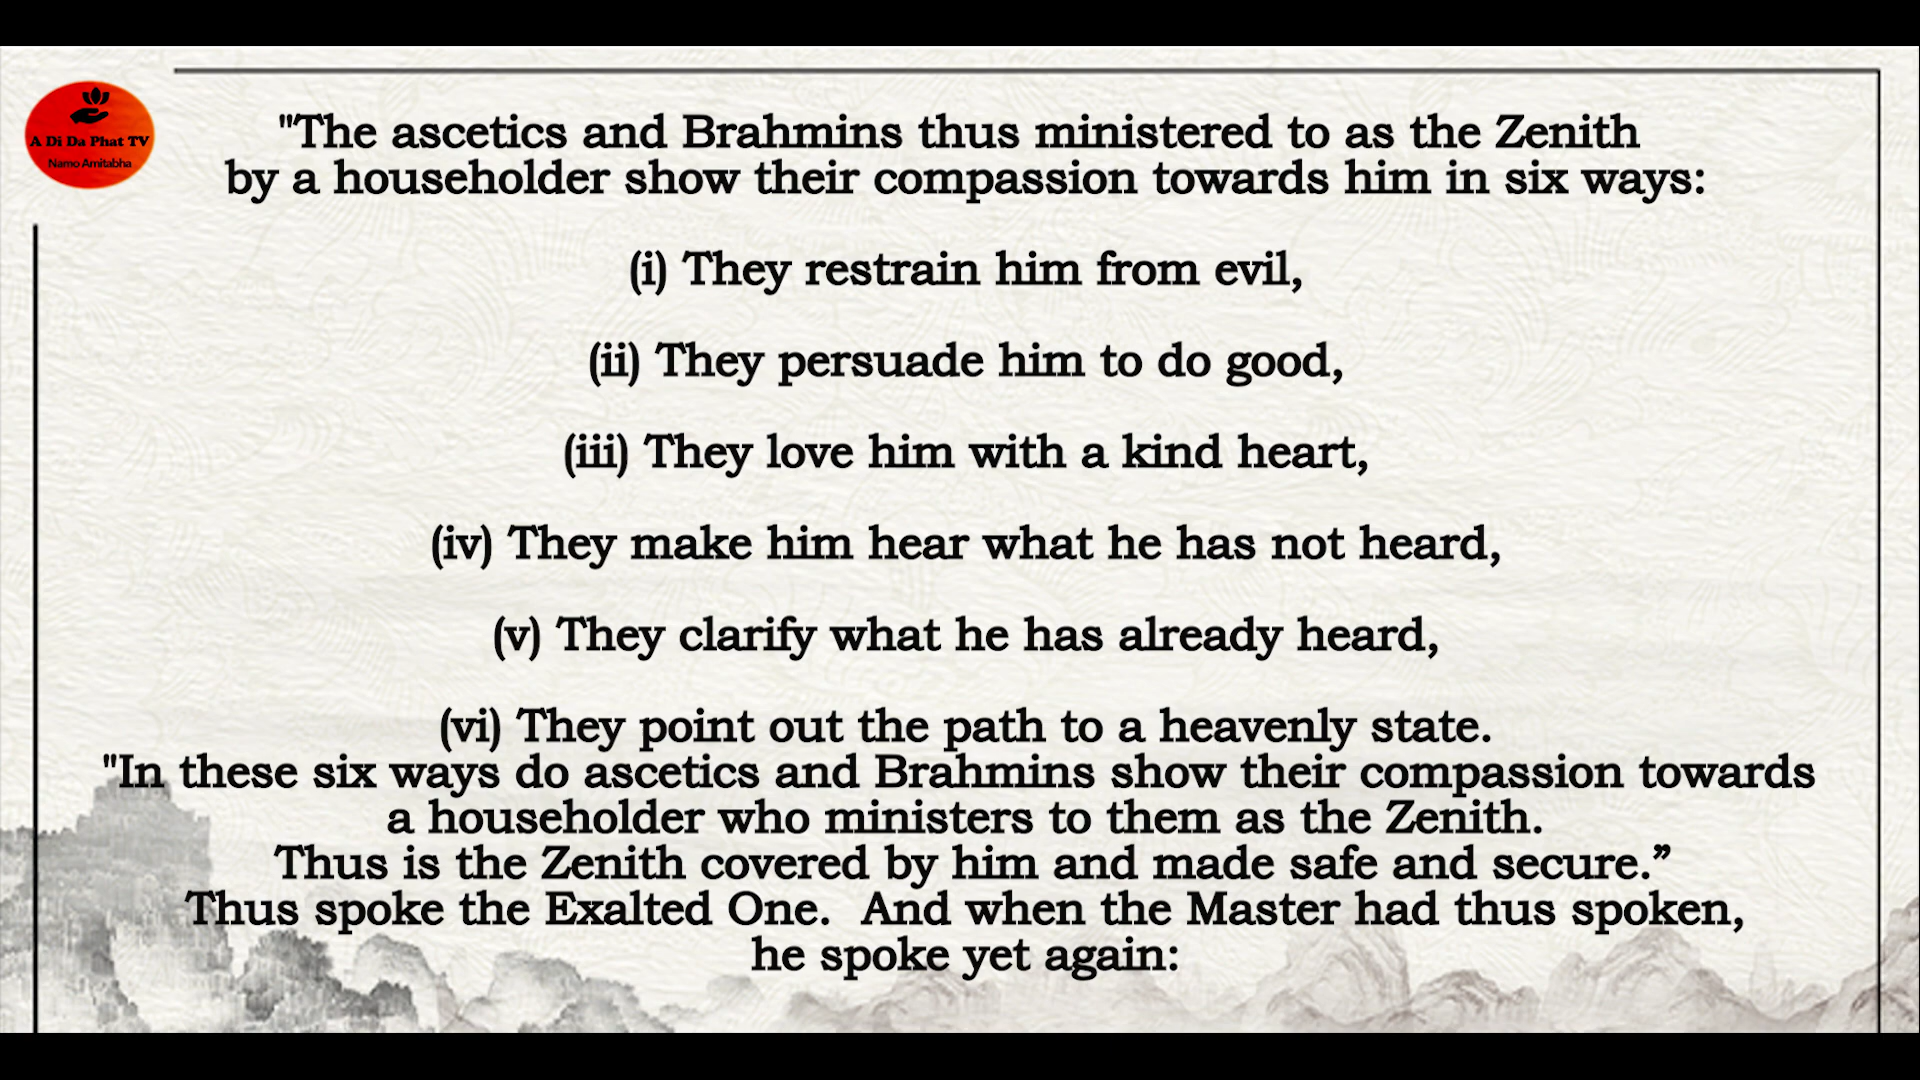 A Di Da Phat TV
Namo Amitabha
"The ascetics and Brahmins thus ministered to as the Zenith
by a householder show their compassion towards him in six ways:
(i) They restrain him from evil,
(ii) They persuade him to do good,
(iii) They love him with a kind heart,
(iv) They make him hear what he has not heard,
(v) They clarify what he has already heard,
(vi) They point out the path to a heavenly state.
"In these six ways do ascetics and Brahmins show their compassion towards
a householder who ministers to them as the Zenith.
Thus is the Zenith covered by him and made safe and secure.”
Thus spoke the Exalted One.  And when the Master had thus spoken,
he spoke yet again: